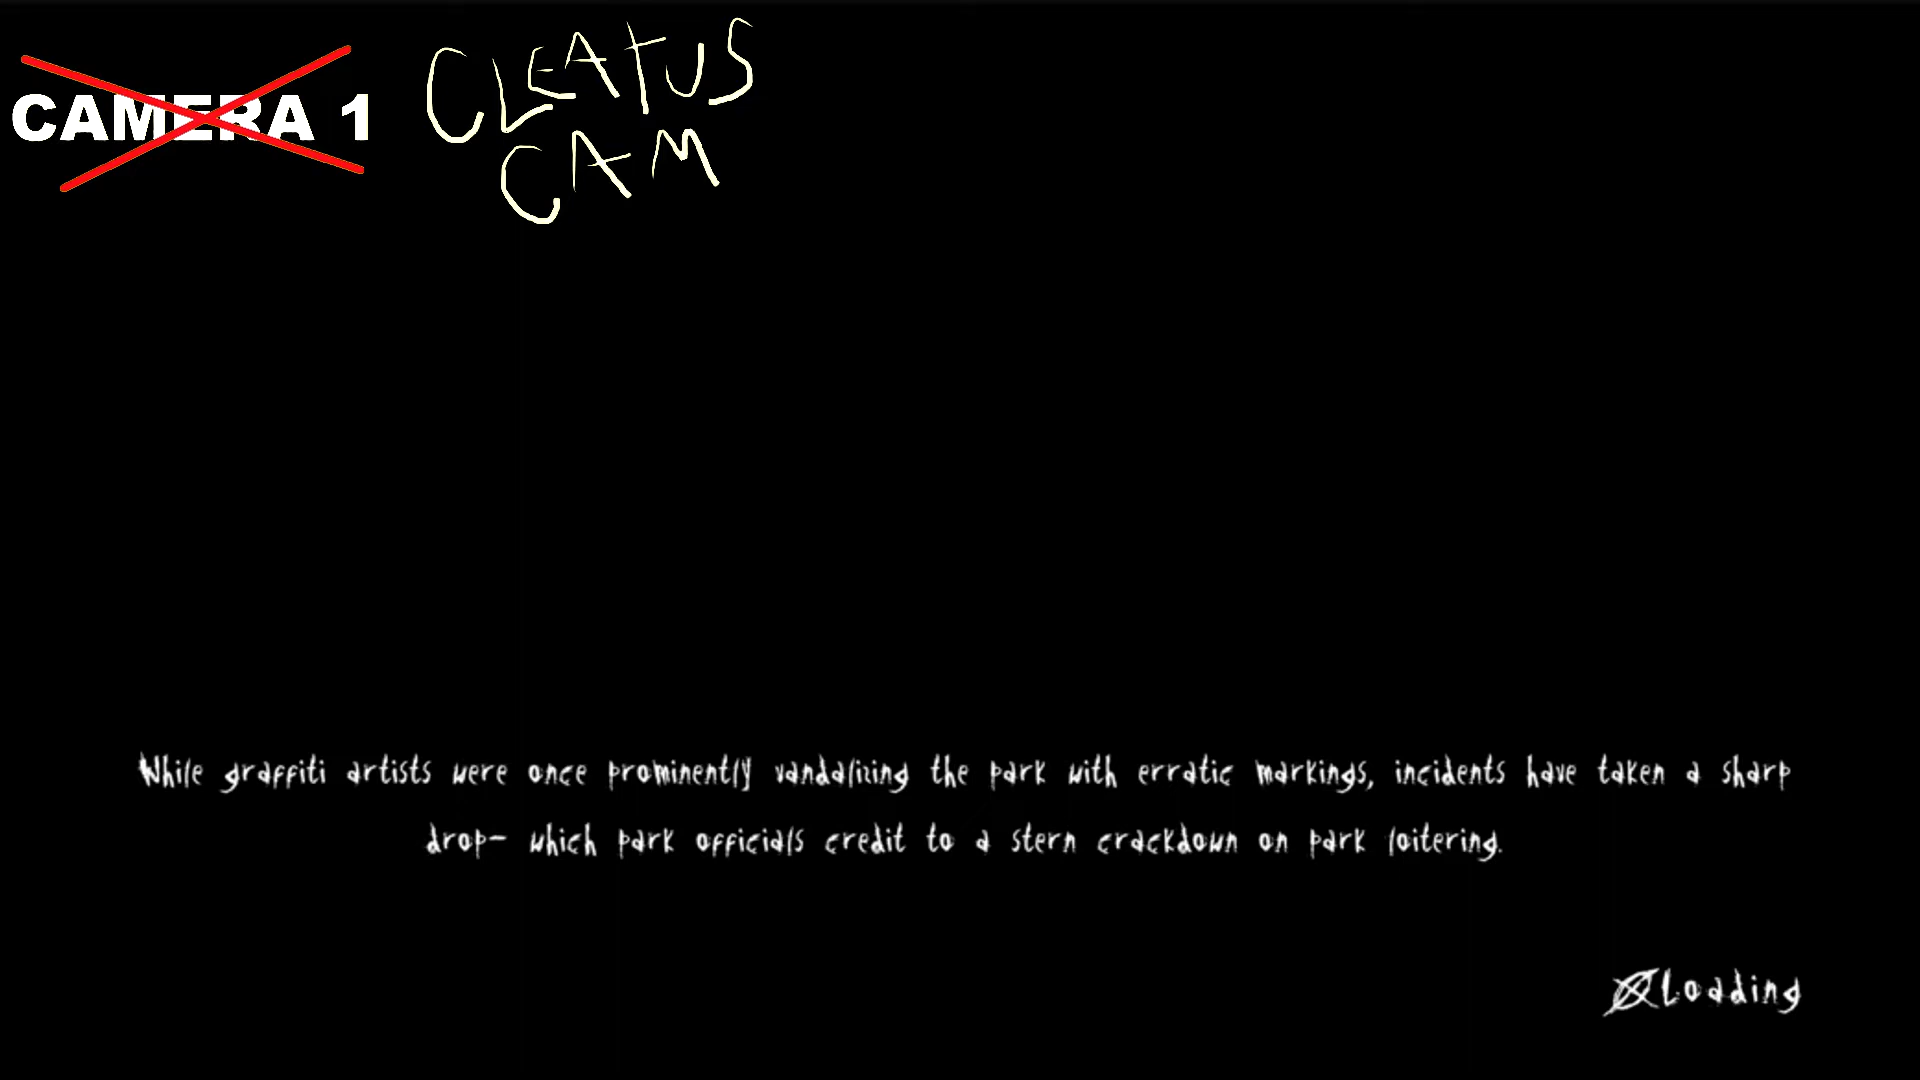 CAMERA 1
CLEATUS
CAM
While graffiti artists were once prominently vandalizing the park with erratic markings, incidents have taken a sharp
drop- which park officials credit to a stern crackdown on park loitering.
Loading